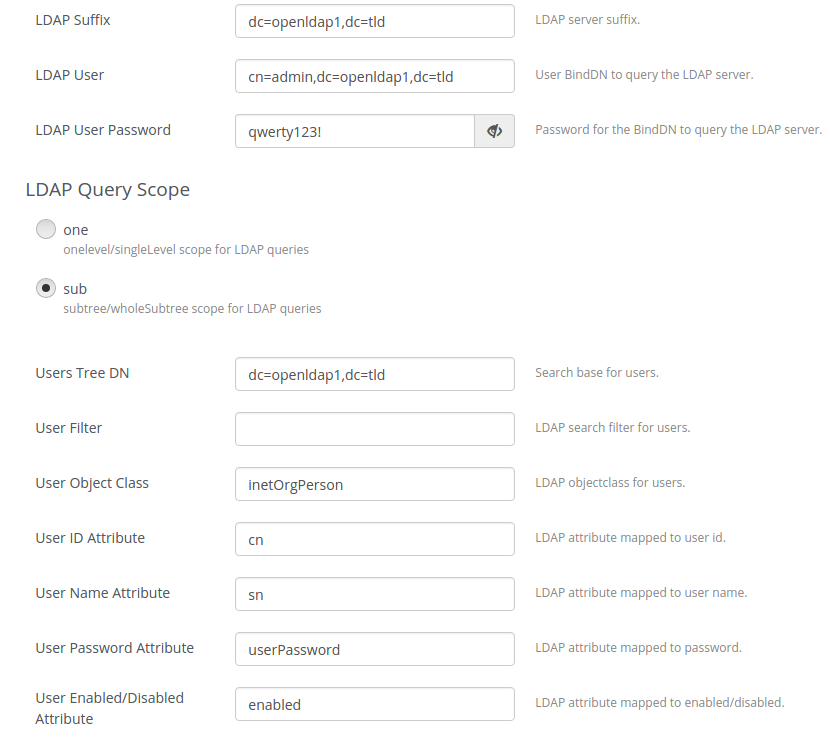 LDAP Suffix dc=openldap1,dc=tld LDAP server suffix.
LDAP User cn=admin,dc=openldap1,dc=tld User BindDN to query the LDAP server.
LDAP User Password qwerty123! Password for the BindDN to query the LDAP server.
LDAP Query Scope
one
onelevel/singleLevel scope for LDAP queries
sub
subtree/wholeSubtree scope for LDAP queries
Users Tree DN dc=openldap1,dc=tld Search base for users.
User Filter LDAP search filter for users.
User Object Class inetOrgPerson LDAP objectclass for users.
User ID Attribute cn LDAP attribute mapped to user id.
User Name Attribute sn LDAP attribute mapped to user name.
User Password Attribute userPassword LDAP attribute mapped to password.
User Enabled/Disabled enabled LDAP attribute mapped to enabled/disabled.
Attribute